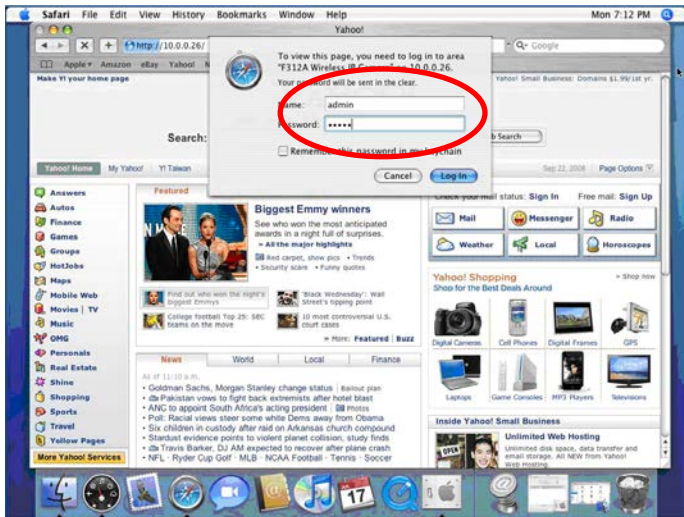 Safari File Edit View History Bookmarks Window Help Mon 7:12 PM
Yahoo!
http://10.0.0.26/
Google
Apple Amazon eBay Yahoo!
To view this page, you need to log in to area
"F312A Wireless IP Camera" on 10.0.0.26.
Your password will be sent in the clear.
Name: admin
Password: •••••
Remember this password in my keychain
Cancel Log In
Make Y! your home page
Yahoo! Small Business: Domains $1.99/1st yr.
Search:
Search
Yahoo! Home My Yahoo! Y! Taiwan Sep 22, 2008 Page Options
Answers
Autos
Finance
Games
Groups
HotJobs
Maps
Mobile Web
Movies | TV
Music
OMG
Personals
Real Estate
Shine
Shopping
Sports
Travel
Yellow Pages
More Yahoo! Services
Featured
Biggest Emmy winners
See who won the most anticipated
awards in a night full of surprises.
» All the major highlights
Red carpet, show pics • Trends
• Security scare • Funny quotes
Find out who won the night's
biggest Emmys
'Black Wednesday': Wall
Street's tipping point
College football Top 25: SEC
teams on the move
10 most controversial U.S.
court cases
» More: Featured | Buzz
News World Local Finance
As of 11:10 a.m.
• Goldman Sachs, Morgan Stanley change status | Bailout plan
• Pakistan vows to fight back extremists after hotel blast
• ANC to appoint South Africa's acting president | Photos
• Poll: Racial views steer some white Dems away from Obama
• Six children in custody after raid on Arkansas church compound
• Stardust evidence points to violent planet collision, study finds
• Travis Barker, DJ AM expected to recover after plane crash
• NFL · Ryder Cup Golf · MLB · NCAA Football · Tennis · Soccer
Check your mail status: Sign In Free mail: Sign Up
Mail Messenger Radio
Weather Local Horoscopes
Yahoo! Shopping » Shop now
Shop for the Best Deals Around
Digital Cameras Cell Phones Digital Frames GPS
Laptops Game Consoles MP3 Players Televisions
Inside Yahoo! Small Business
OPEN
Unlimited Web Hosting
Unlimited disk space, data transfer and
email storage. All NEW from Yahoo!
Web Hosting.
17